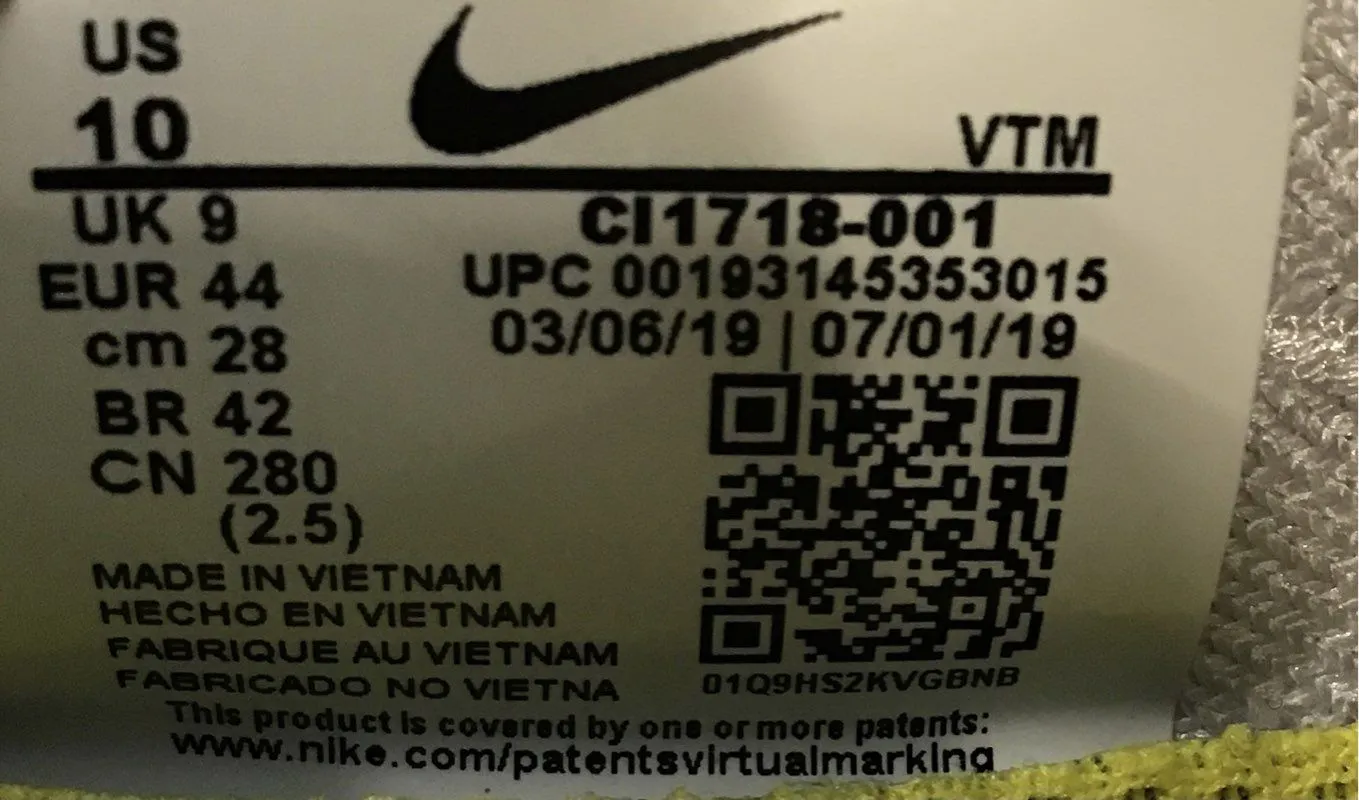 US
10
VTM
UK 9
EUR 44
cm 28
BR 42
CN 280
(2.5)
CI1718-001
UPC 00193145353015
03/06/19 | 07/01/19
01Q9HS2KVGBNB
MADE IN VIETNAM
HECHO EN VIETNAM
FABRIQUE AU VIETNAM
FABRICADO NO VIETNA
This product is covered by one or more patents:
www.nike.com/patentsvirtualmarking